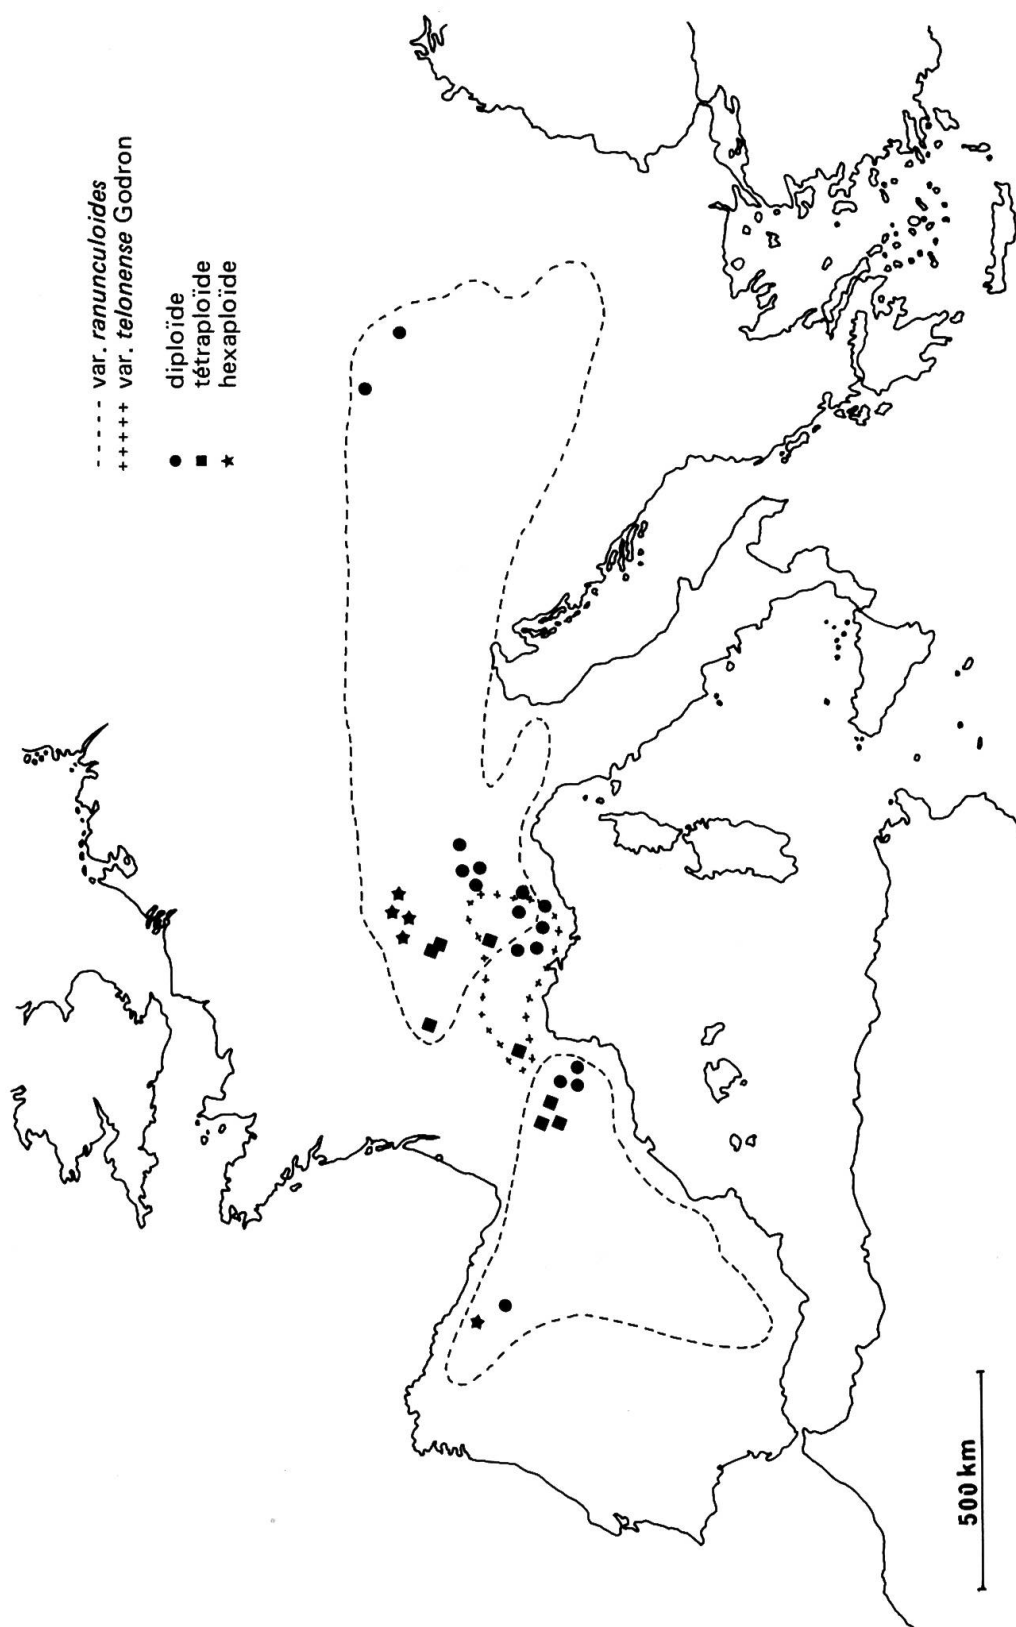 ----- var. ranunculoides
+++++ var. telonense Godron
● diploïde
■ tétraploïde
★ hexaploïde
500 km